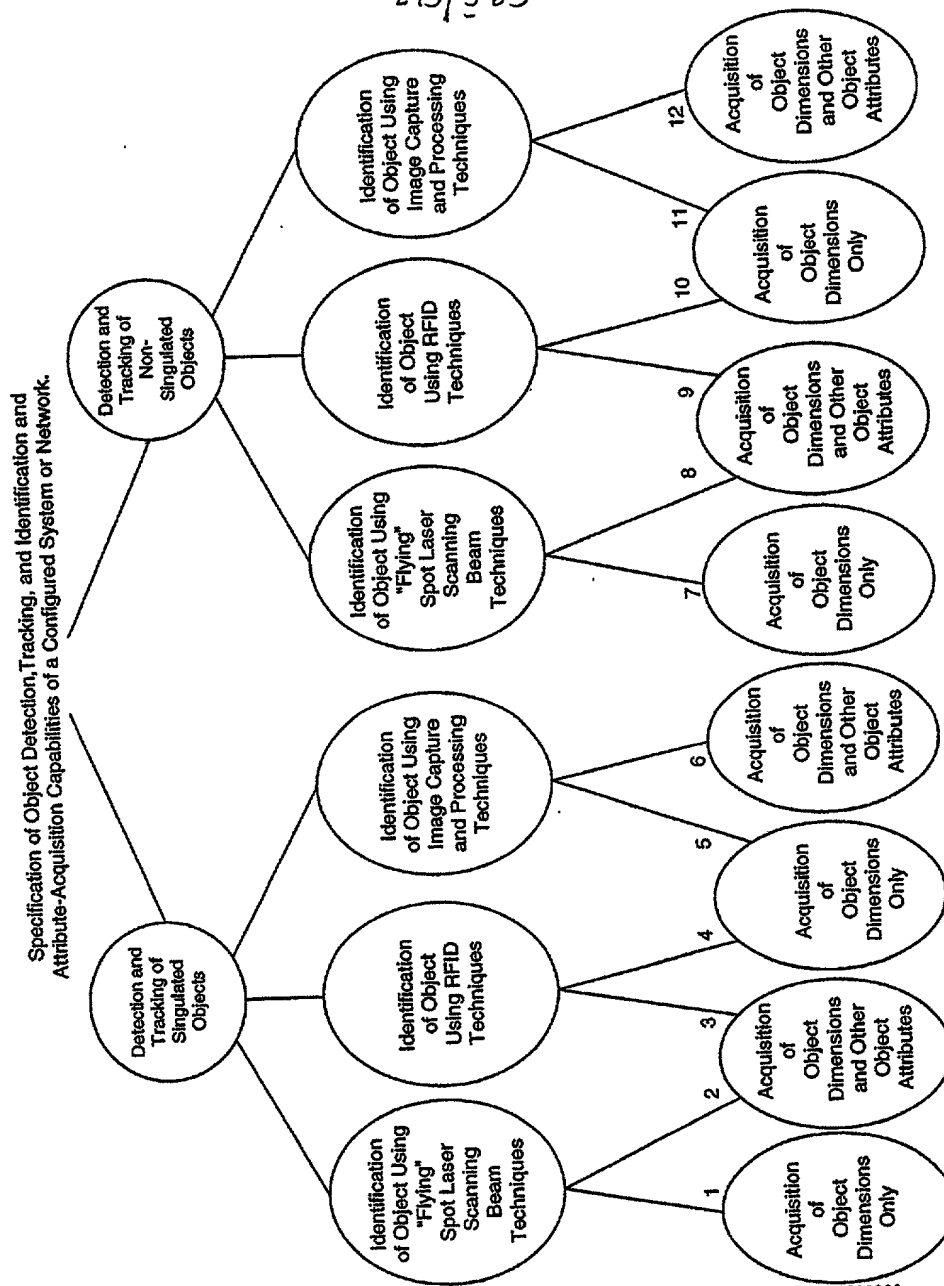 Specification of Object Detection,Tracking, and Identification and
Attribute-Acquisition Capabilities of a Configured System or Network.
Detection and
Tracking of
Singulated
Objects
Detection and
Tracking of
Non-
Singulated
Objects
Identification
of Object Using
"Flying"
Spot Laser
Scanning
Beam
Techniques
Identification
of Object
Using RFID
Techniques
Identification
of Object Using
Image Capture
and Processing
Techniques
Identification
of Object Using
"Flying"
Spot Laser
Scanning
Beam
Techniques
Identification
of Object
Using RFID
Techniques
Identification
of Object Using
Image Capture
and Processing
Techniques
1
2
3
4
5
6
7
8
9
10
11
12
Acquisition
of
Object
Dimensions
Only
Acquisition
of
Object
Dimensions
and Other
Object
Attributes
Acquisition
of
Object
Dimensions
Only
Acquisition
of
Object
Dimensions
and Other
Object
Attributes
Acquisition
of
Object
Dimensions
Only
Acquisition
of
Object
Dimensions
and Other
Object
Attributes
Acquisition
of
Object
Dimensions
Only
Acquisition
of
Object
Dimensions
and Other
Object
Attributes